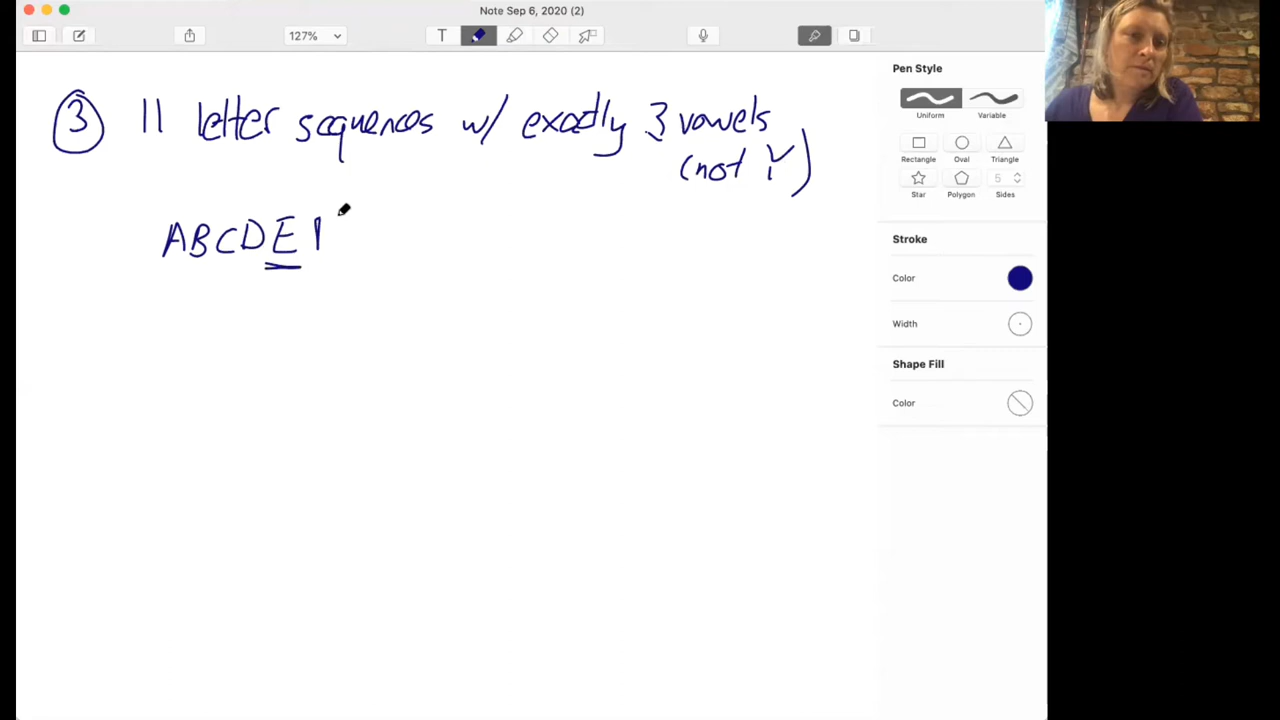 Note Sep 6, 2020 (2)
127%
T
Pen Style
Uniform
Variable
Rectangle
Oval
Triangle
Star
Polygon
5
Sides
Stroke
Color
Width
Shape Fill
Color
3 11 letter sequences w/ exactly 3 vowels
(not Y)
ABCDE